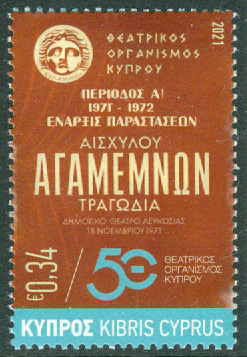 ΘΕΑΤΡΙΚΟΣ
ΟΡΓΑΝΙΣΜΟΣ
ΚΥΠΡΟΥ
2021
ΠΕΡΙΟΔΟΣ Α!
1971 - 1972
ΕΝΑΡΞΙΣ ΠΑΡΑΣΤΑΣΕΩΝ
ΑΙΣΧΥΛΟΥ
ΑΓΑΜΕΜΝΩΝ
ΤΡΑΓΩΔΙΑ
ΔΗΜΟΤΙΚΟ ΘΕΑΤΡΟ ΛΕΥΚΩΣΙΑΣ
18 ΝΟΕΜΒΡΙΟΥ 1971
€0,34
50
ΘΕΑΤΡΙΚΟΣ
ΟΡΓΑΝΙΣΜΟΣ
ΚΥΠΡΟΥ
ΚΥΠΡΟΣ KIBRIS CYPRUS